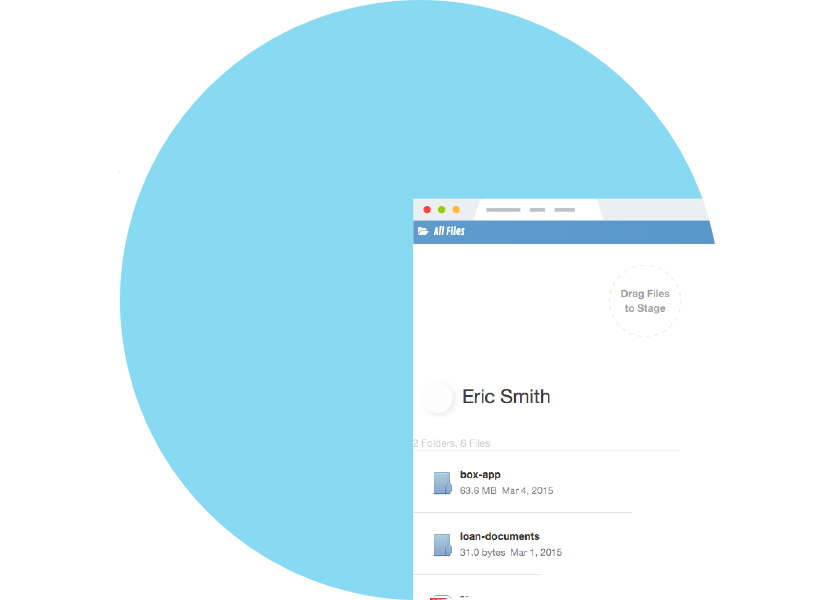 All Files
Drag Files
to Stage
Eric Smith
2 Folders, 6 Files
box-app
63.6 MB Mar 4, 2015
loan-documents
31.0 bytes Mar 1, 2015